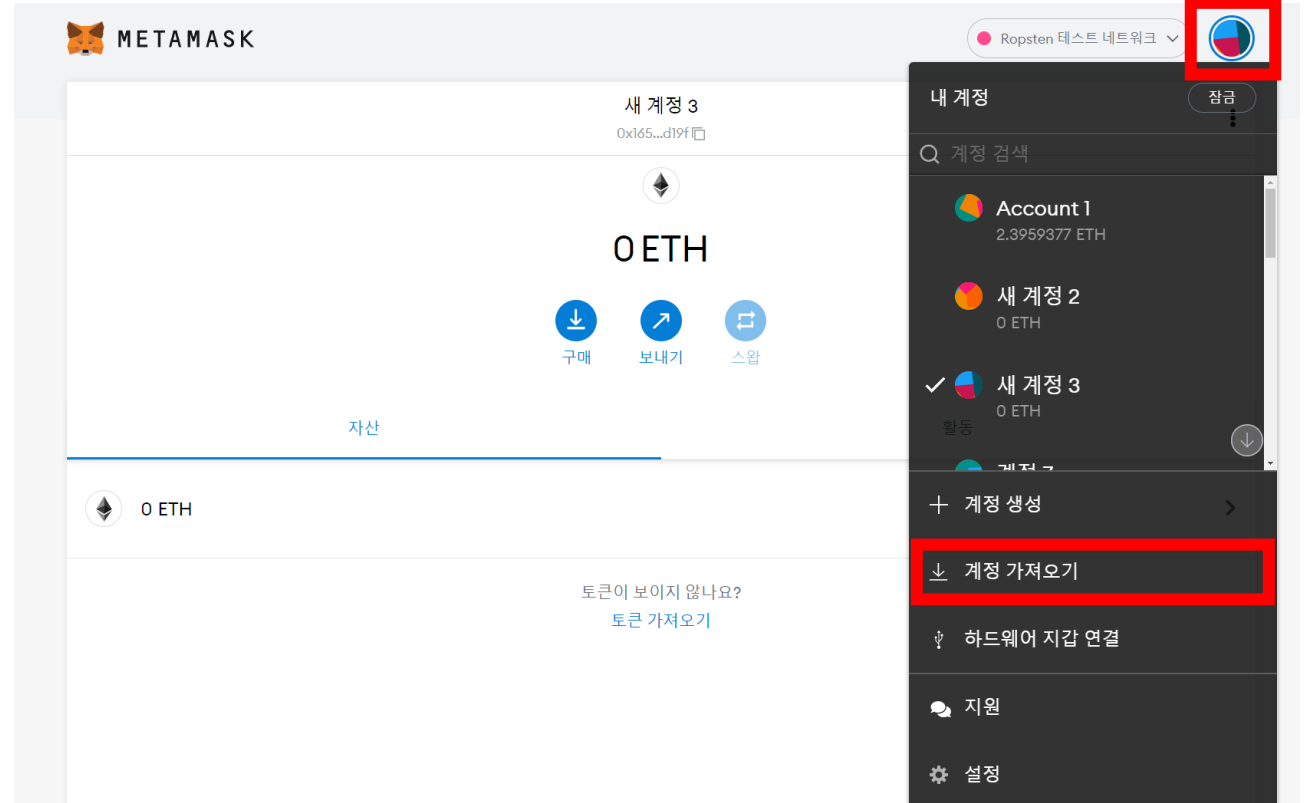 METAMASK
Ropsten 테스트 네트워크
새 계정 3
0x165...d19f
0 ETH
구매
보내기
스왑
자산
활동
0 ETH
토큰이 보이지 않나요?
토큰 가져오기
내 계정
잠금
계정 검색
Account 1
2.3959377 ETH
새 계정 2
0 ETH
새 계정 3
0 ETH
계정 7
계정 생성
계정 가져오기
하드웨어 지갑 연결
지원
설정